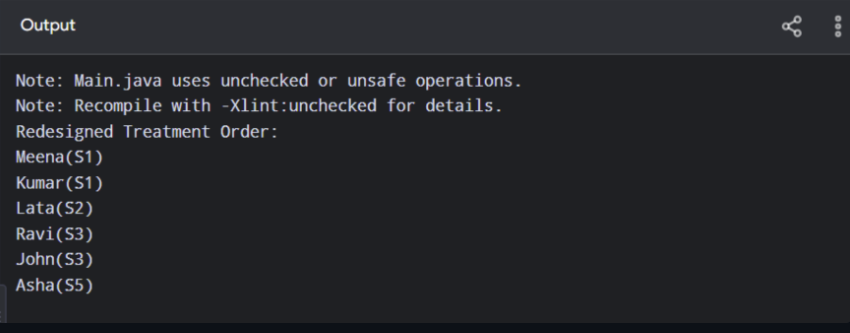 Output
Note: Main.java uses unchecked or unsafe operations.
Note: Recompile with -Xlint:unchecked for details.
Redesigned Treatment Order:
Meena(S1)
Kumar(S1)
Lata(S2)
Ravi(S3)
John(S3)
Asha(S5)